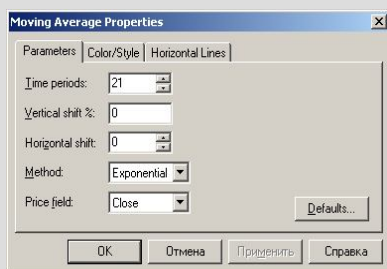 Moving Average Properties
Parameters Color/Style Horizontal Lines
Time periods: 21
Vertical shift %: 0
Horizontal shift: 0
Method: Exponential
Price field: Close
Defaults...
OK Отмена Применить Справка